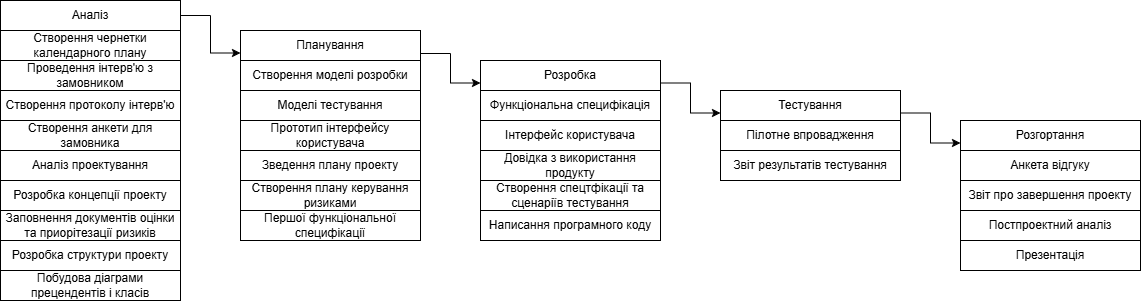 Аналіз
Створення чернетки
календарного плану
Проведення інтерв'ю з
замовником
Створення протоколу інтерв'ю
Створення анкети для
замовника
Аналіз проектування
Розробка концепції проекту
Заповнення документів оцінки
та приорітезації ризиків
Розробка структури проекту
Побудова діаграми
прецендентів і класів
Планування
Створення моделі розробки
Моделі тестування
Прототип інтерфейсу
користувача
Зведення плану проекту
Створення плану керування
ризиками
Першої функціональної
специфікації
Розробка
Функціональна специфікація
Інтерфейс користувача
Довідка з використання
продукту
Створення спецтфікації та
сценаріїв тестування
Написання програмного коду
Тестування
Пілотне впровадження
Звіт результатів тестування
Розгортання
Анкета відгуку
Звіт про завершення проекту
Постпроектний аналіз
Презентація